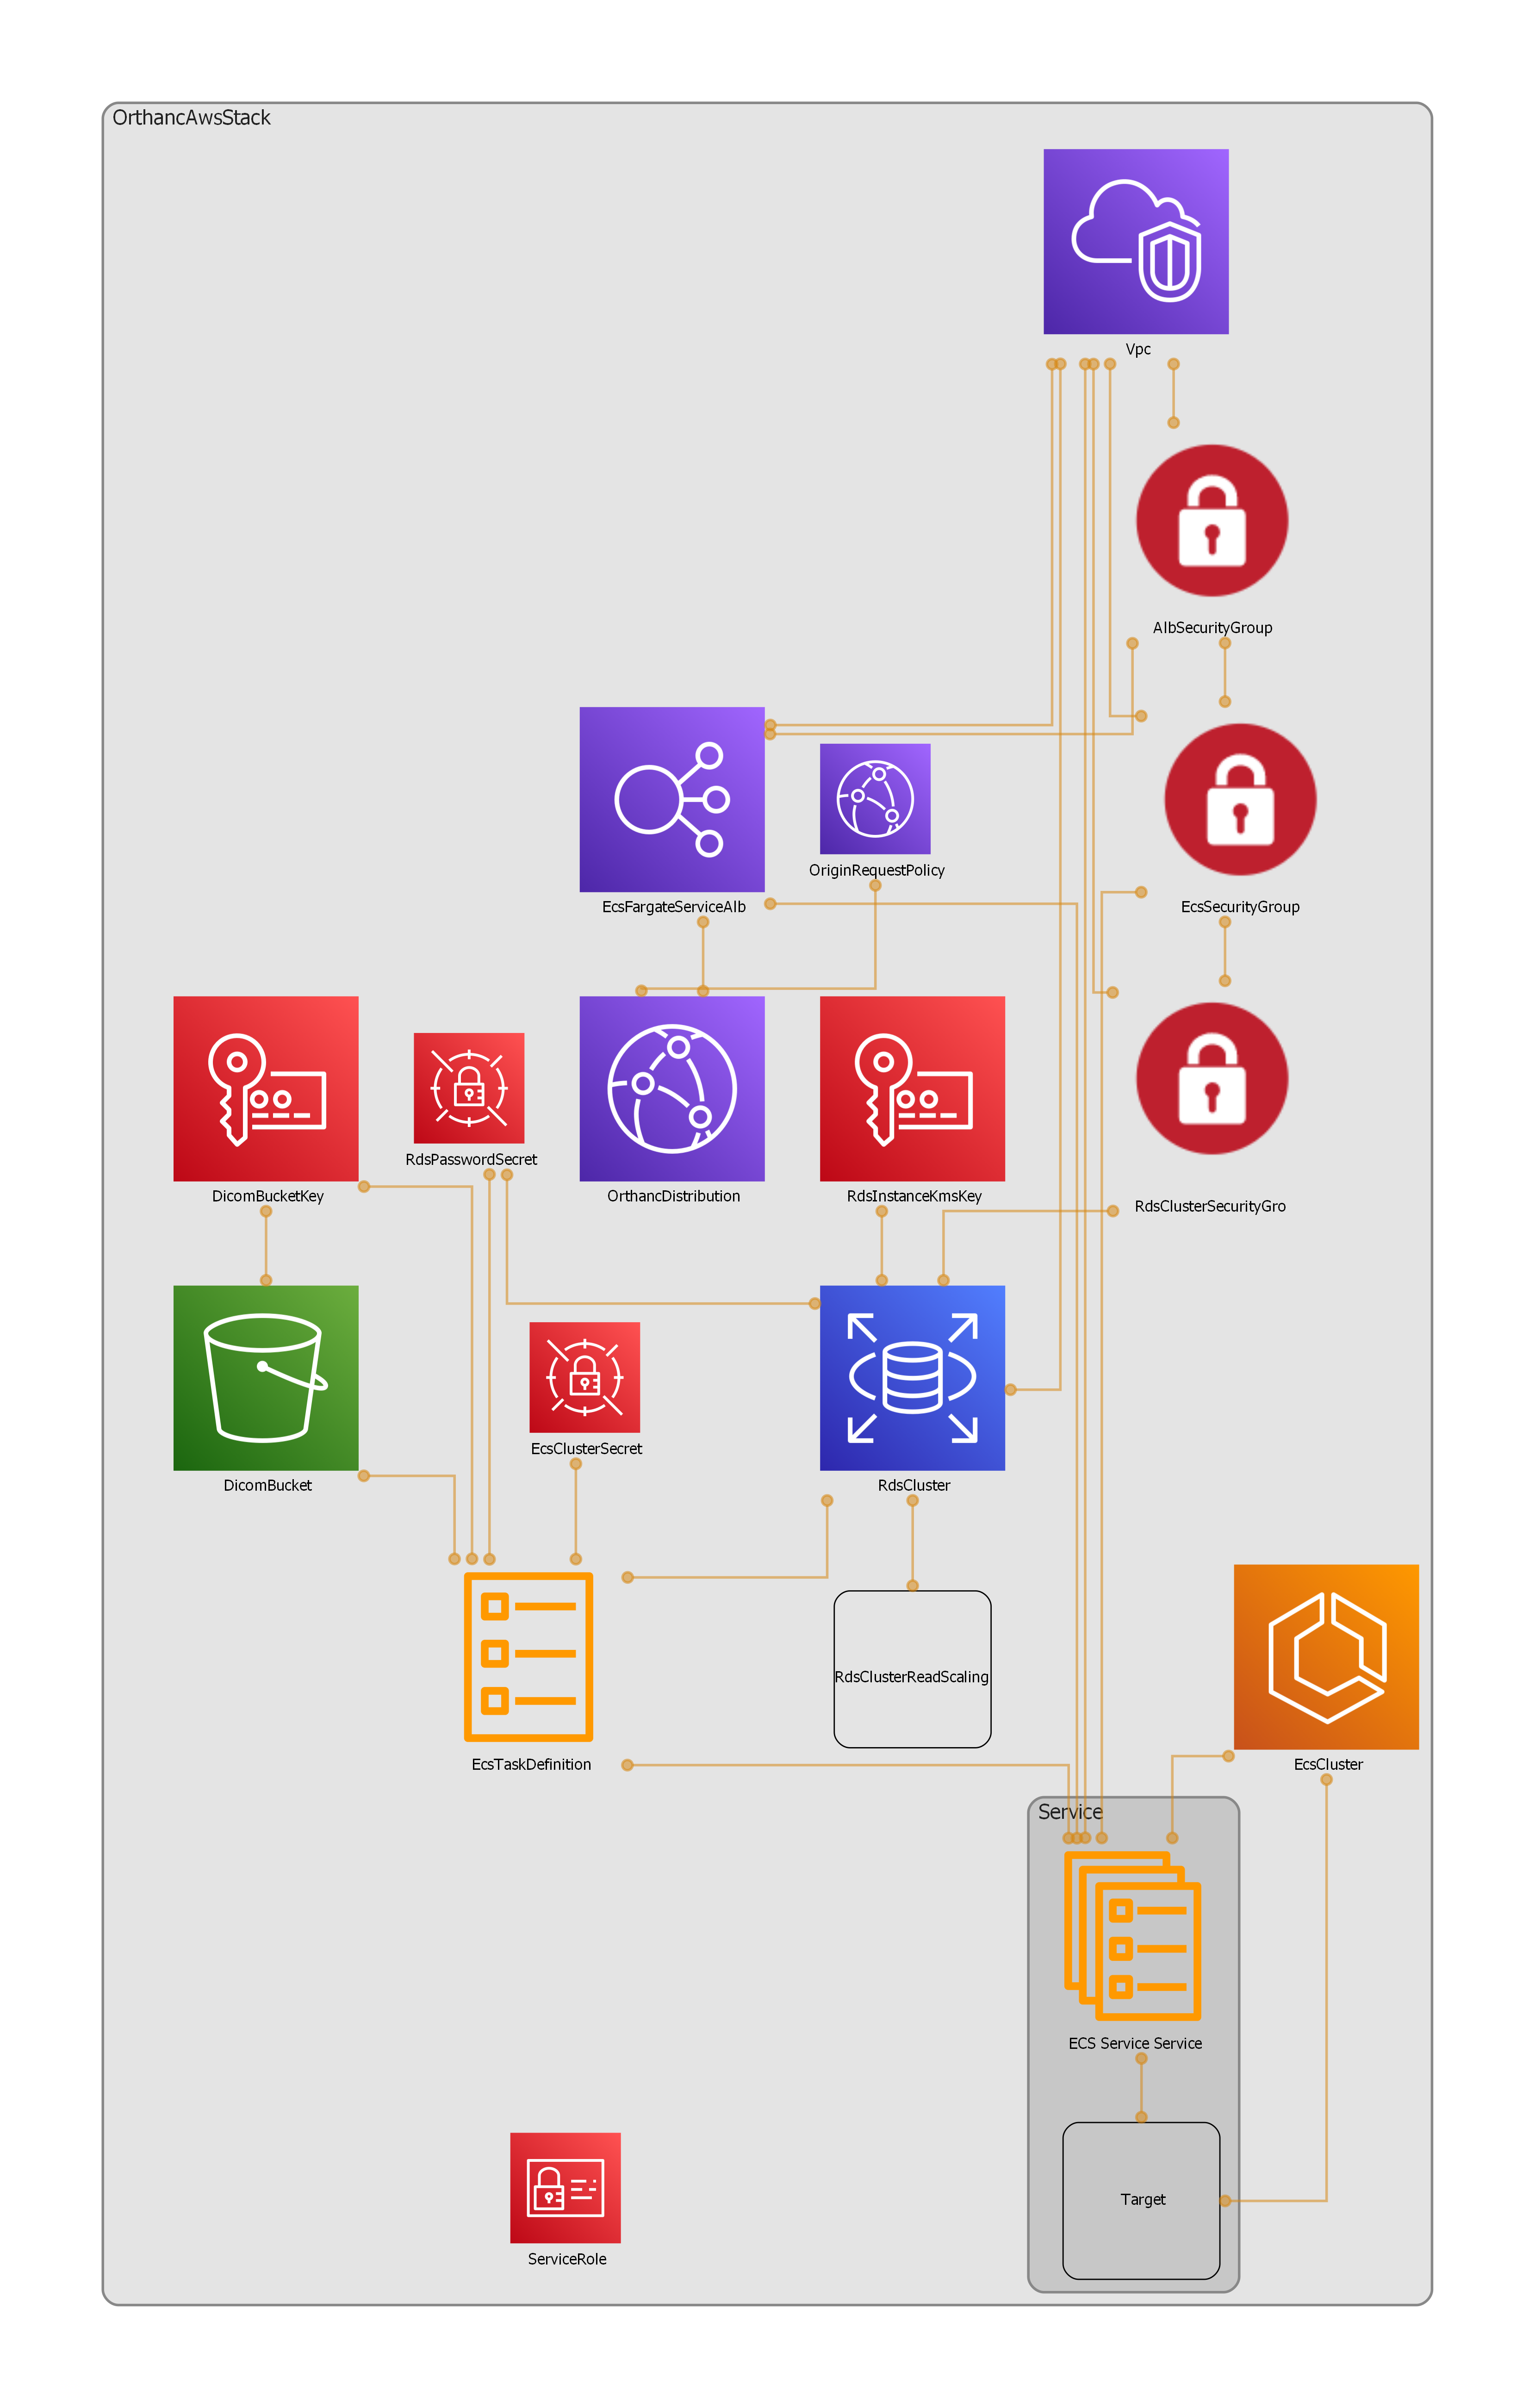 OrthancAwsStack
Vpc
AlbSecurityGroup
OriginRequestPolicy
EcsFargateServiceAlb
EcsSecurityGroup
RdsPasswordSecret
DicomBucketKey
OrthancDistribution
RdsInstanceKmsKey
RdsClusterSecurityGro
EcsClusterSecret
DicomBucket
RdsCluster
RdsClusterReadScaling
EcsTaskDefinition
EcsCluster
Service
ECS Service Service
Target
ServiceRole